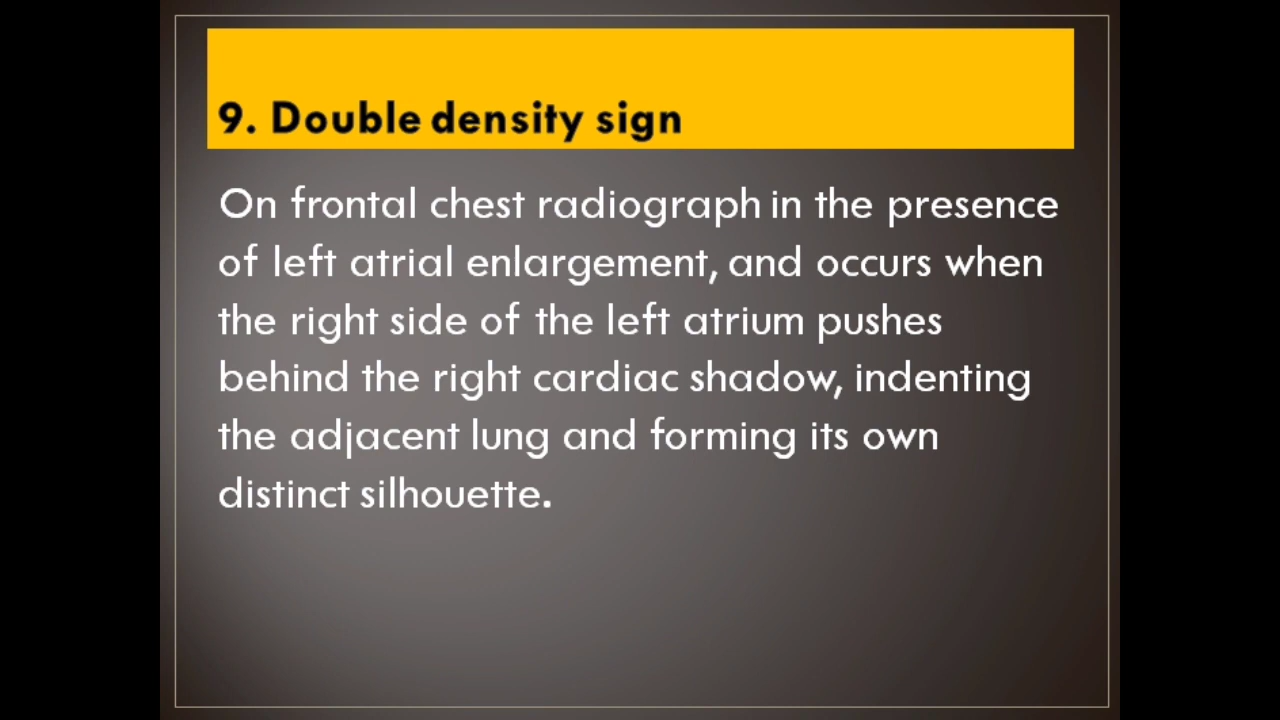 9. Double density sign
On frontal chest radiograph in the presence
of left atrial enlargement, and occurs when
the right side of the left atrium pushes
behind the right cardiac shadow, indenting
the adjacent lung and forming its own
distinct silhouette.